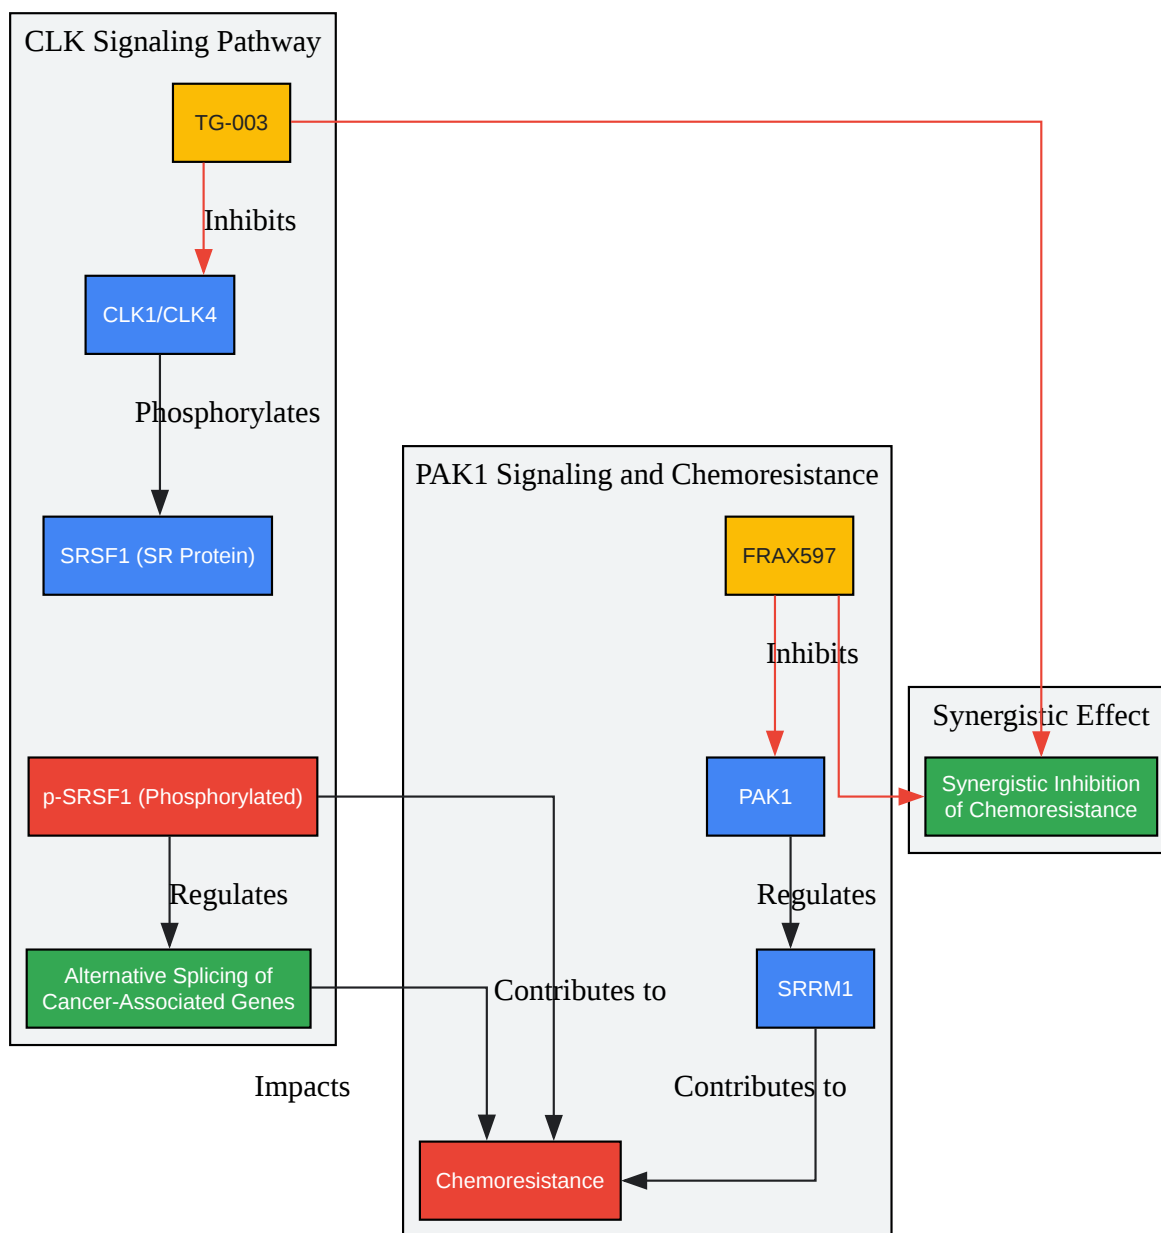 CLK Signaling Pathway
TG-003
Inhibits
CLK1/CLK4
Phosphorylates
SRSF1 (SR Protein)
p-SRSF1 (Phosphorylated)
Regulates
Alternative Splicing of
Cancer-Associated Genes
Impacts
PAK1 Signaling and Chemoresistance
FRAX597
Inhibits
PAK1
Regulates
SRRM1
Contributes to
Contributes to
Chemoresistance
Synergistic Effect
Synergistic Inhibition
of Chemoresistance